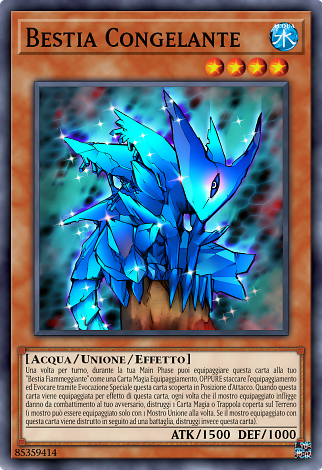 Bestia Congelante
ACQUA
水
[Acqua/Unione/Effetto]
Una volta per turno, durante la tua Main Phase puoi equipaggiare questa carta alla tua
"Bestia Fiammeggiante" come una Carta Magia Equipaggiamento, OPPURE staccare l'equipaggiamento
ed Evocare tramite Evocazione Speciale questa carta scoperta in Posizione d'Attacco. Quando questa
carta viene equipaggiata per effetto di questa carta, ogni volta che il mostro equipaggiato infligge
danno da combattimento al tuo avversario, distruggi 1 Carta Magia o Trappola coperta sul Terreno
(1 mostro può essere equipaggiato solo con 1 Mostro Unione alla volta. Se il mostro equipaggiato con
questa carta viene distrutto in seguito ad una battaglia, distruggi invece questa carta).
ATK/1500 DEF/1000
85359414